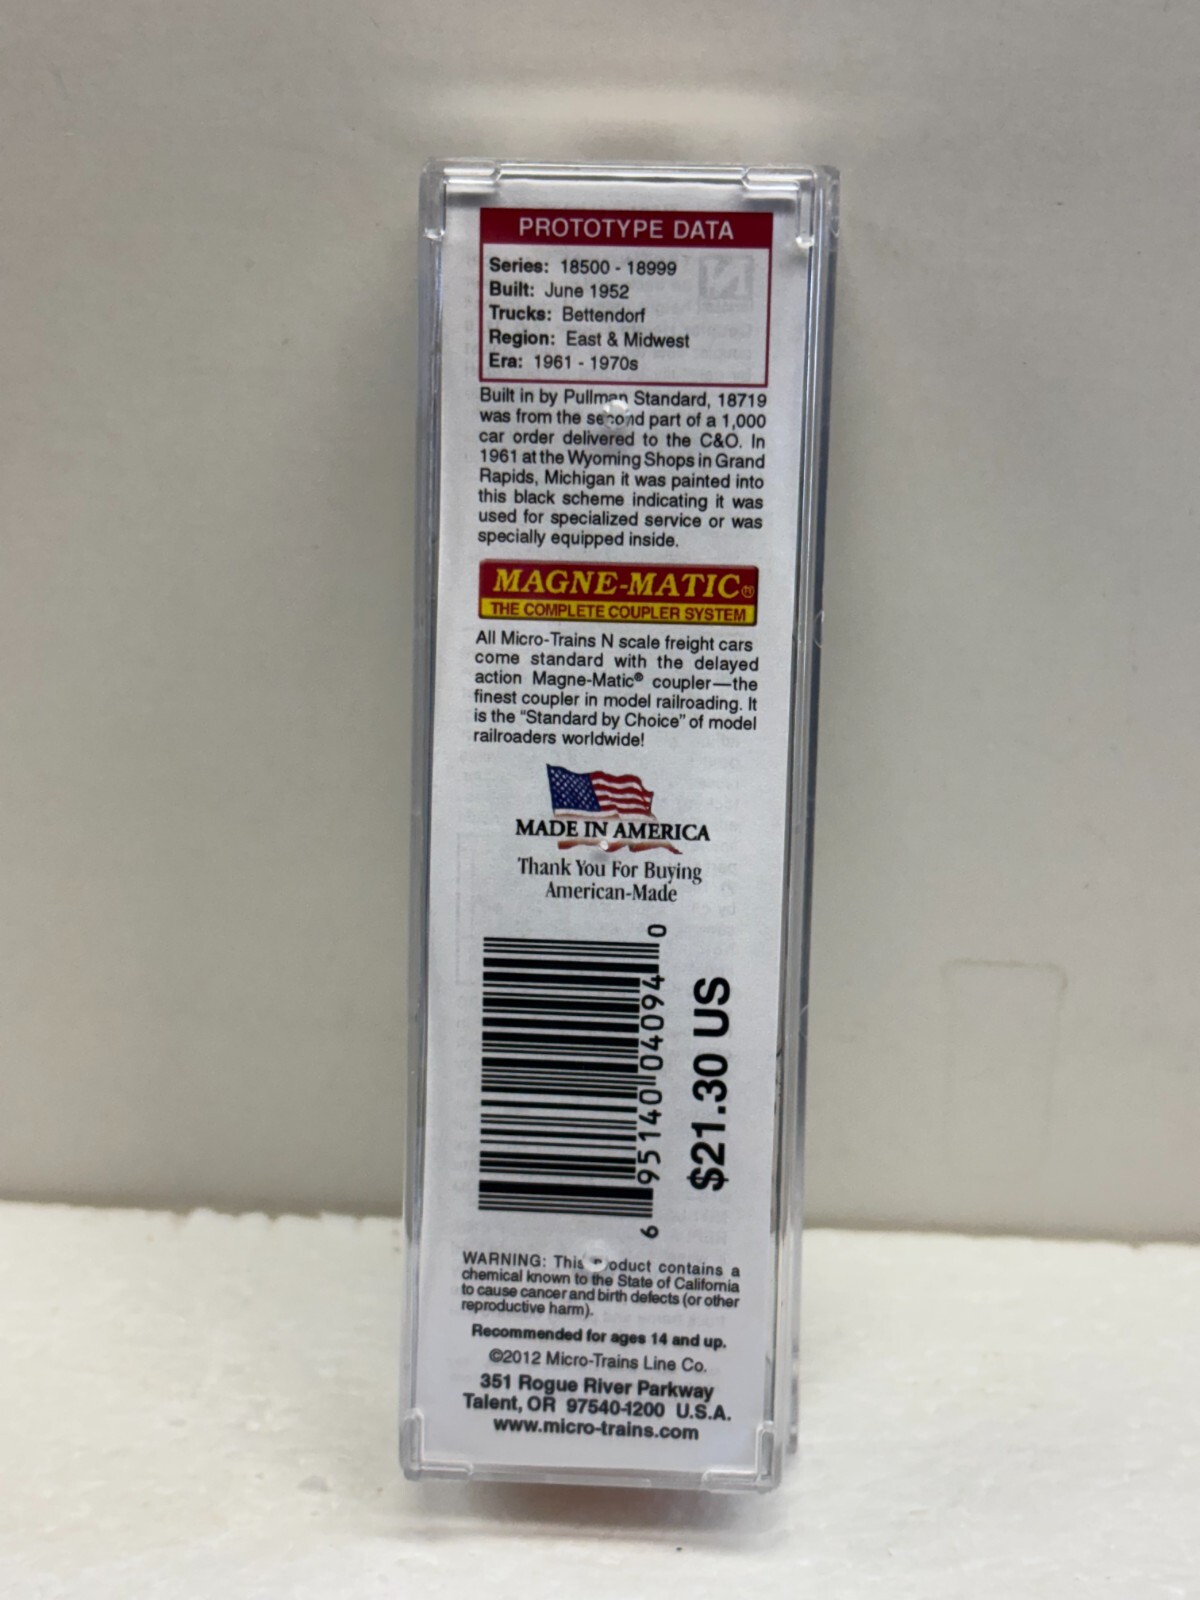 PROTOTYPE DATA
Series: 18500 - 18999
Built: June 1952
Trucks: Bettendorf
Region: East & Midwest
Era: 1961 - 1970s
Built in by Pullman Standard, 18719
was from the second part of a 1,000
car order delivered to the C&O. In
1961 at the Wyoming Shops in Grand
Rapids, Michigan it was painted into
this black scheme indicating it was
used for specialized service or was
specially equipped inside.
MAGNE-MATIC®
THE COMPLETE COUPLER SYSTEM
All Micro-Trains N scale freight cars
come standard with the delayed
action Magne-Matic® coupler—the
finest coupler in model railroading. It
is the “Standard by Choice” of model
railroaders worldwide!
MADE IN AMERICA
Thank You For Buying
American-Made
6 95140 04094 0
$21.30 US
WARNING: This product contains a
chemical known to the State of California
to cause cancer and birth defects (or other
reproductive harm).
Recommended for ages 14 and up.
©2012 Micro-Trains Line Co.
351 Rogue River Parkway
Talent, OR 97540-1200 U.S.A.
www.micro-trains.com